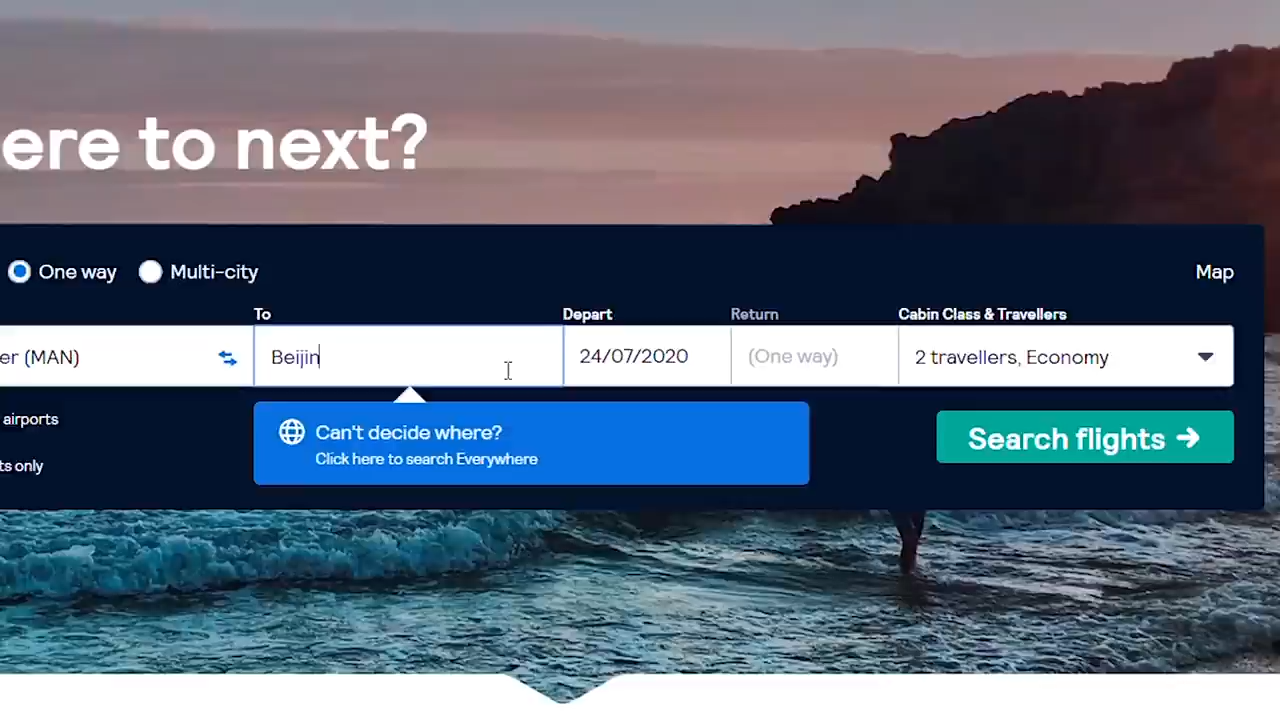 ere to next?
One way Multi-city Map
To Depart Return Cabin Class & Travellers
er (MAN) Beijin 24/07/2020 (One way) 2 travellers, Economy
airports
Can't decide where?
Search flights
Click here to search Everywhere
ts only